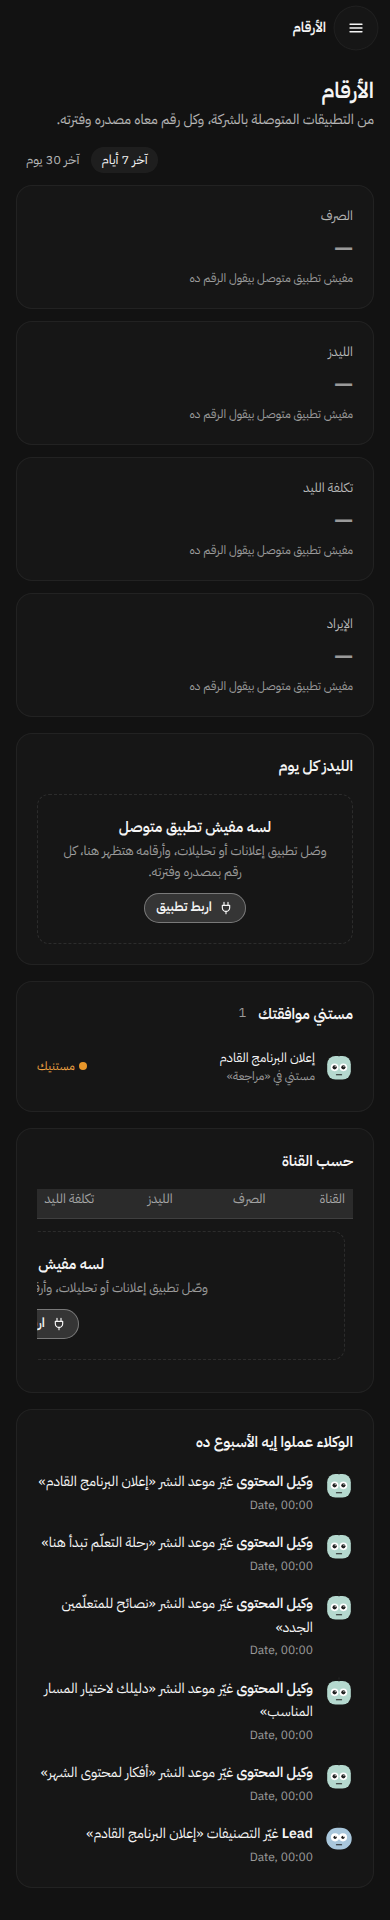 الأرقام
الأرقام
من التطبيقات المتوصلة بالشركة، وكل رقم معاه مصدره وفترته.
آخر 7 أيام
آخر 30 يوم
الصرف
—
مفيش تطبيق متوصل بيقول الرقم ده
الليدز
—
مفيش تطبيق متوصل بيقول الرقم ده
تكلفة الليد
—
مفيش تطبيق متوصل بيقول الرقم ده
الإيراد
—
مفيش تطبيق متوصل بيقول الرقم ده
الليدز كل يوم
لسه مفيش تطبيق متوصل
وصّل تطبيق إعلانات أو تحليلات، وأرقامه هتظهر هنا، كل
رقم بمصدره وفترته.
اربط تطبيق
مستني موافقتك 1
إعلان البرنامج القادم
مستني في «مراجعة»
مستنيك
حسب القناة
القناة الصرف الليدز تكلفة الليد
لسه مفيش
وصّل تطبيق إعلانات أو تحليلات، وأرق
ار
الوكلاء عملوا إيه الأسبوع ده
وكيل المحتوى غيّر موعد النشر «إعلان البرنامج القادم»
Date, 00:00
وكيل المحتوى غيّر موعد النشر «رحلة التعلّم تبدأ هنا»
Date, 00:00
وكيل المحتوى غيّر موعد النشر «نصائح للمتعلّمين
الجدد»
Date, 00:00
وكيل المحتوى غيّر موعد النشر «دليلك لاختيار المسار
المناسب»
Date, 00:00
وكيل المحتوى غيّر موعد النشر «أفكار لمحتوى الشهر»
Date, 00:00
Lead غيّر التصنيفات «إعلان البرنامج القادم»
Date, 00:00